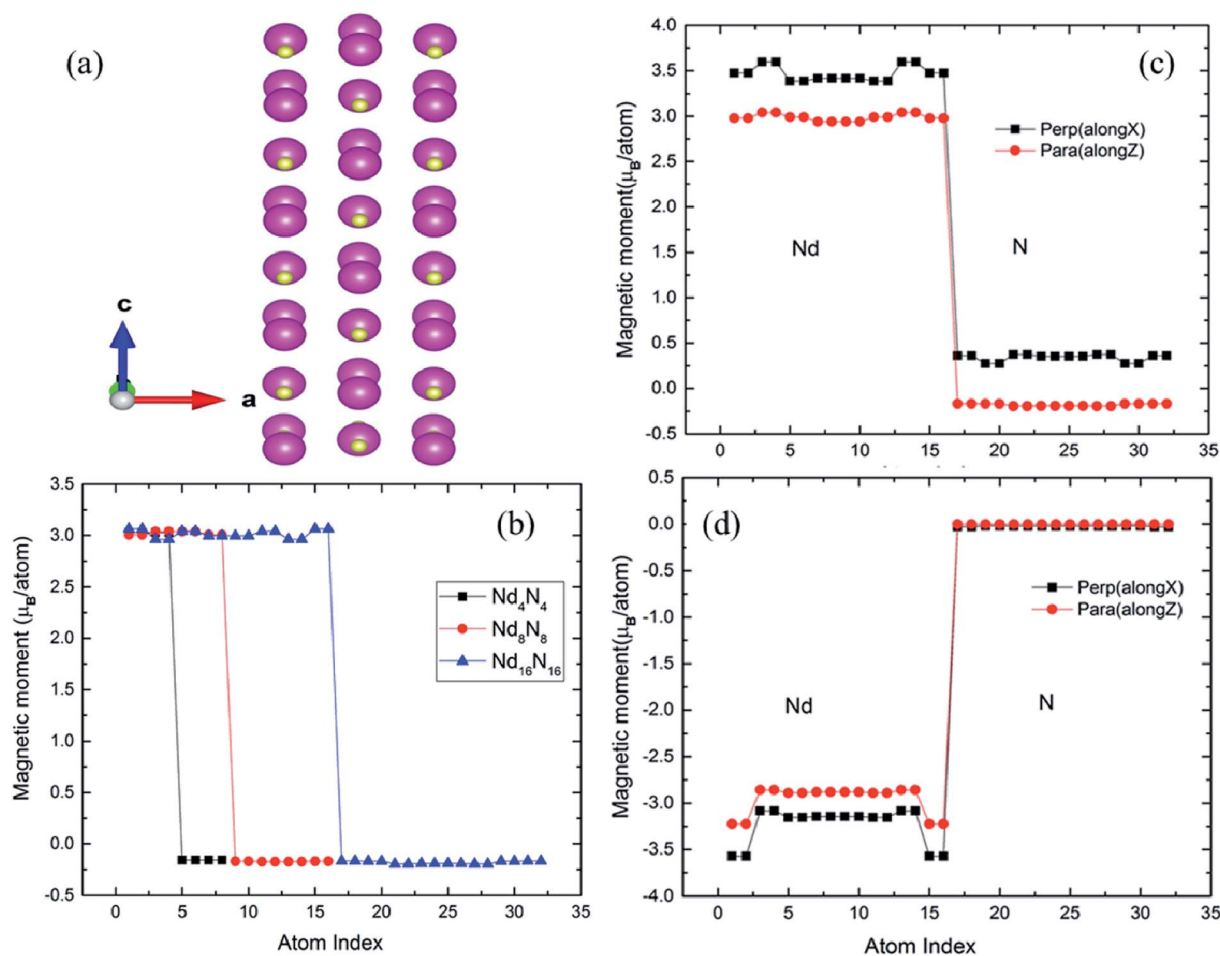 (a)
c
b
a
(b)
Magnetic moment (μB/atom)
3.5
3.0
2.5
2.0
1.5
1.0
0.5
0.0
-0.5
Nd4N4
Nd8N8
Nd16N16
0 5 10 15 20 25 30 35
Atom Index
(c)
Magnetic moment(μB/atom)
4.0
3.5
3.0
2.5
2.0
1.5
1.0
0.5
0.0
-0.5
Perp(alongX)
Para(alongZ)
Nd N
0 5 10 15 20 25 30 35
(d)
Magnetic moment(μB/atom)
0.5
0.0
-0.5
-1.0
-1.5
-2.0
-2.5
-3.0
-3.5
-4.0
Perp(alongX)
Para(alongZ)
Nd N
0 5 10 15 20 25 30 35
Atom Index